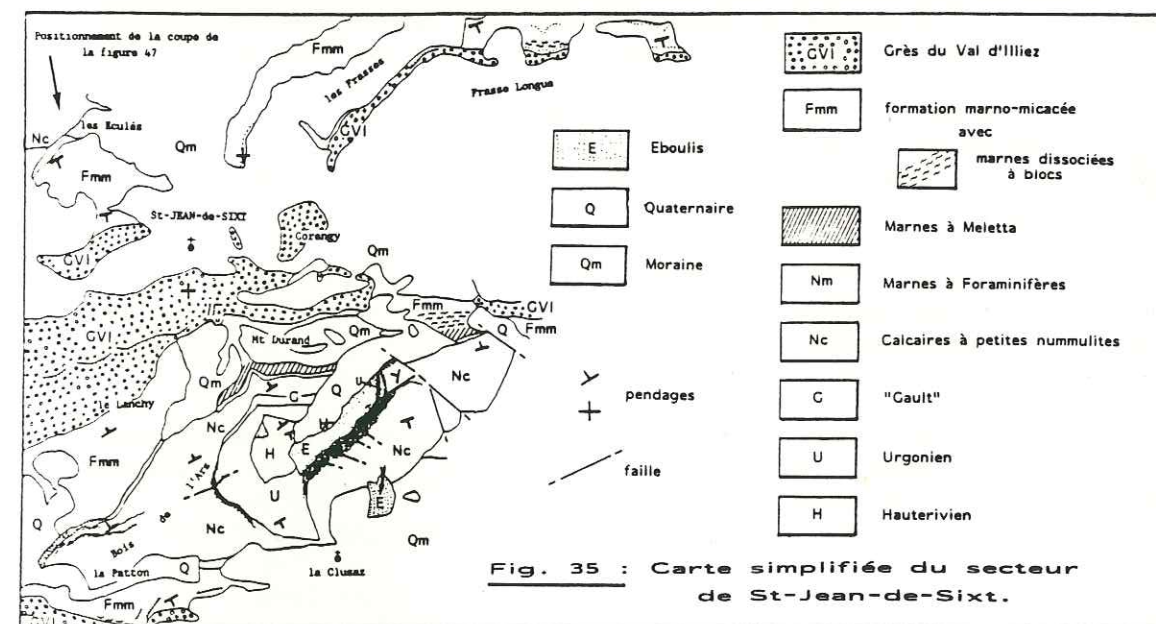 Positionnement de la coupe de
la figure 47
les Eculés
Nc
Fmm
Qm
Fmm
les Frasses
GVI
Frasse Longue
St-JEAN-de-SIXT
GVI
Corengy
Qm
GVI
Mt Durand
Qm
Fmm
Q
Fmm
Qm
le Lanchy
Nc
G
Q
U
H
H
E
Nc
Nc
Fmm
l'Ars
de
Bois
U
Nc
E
Q
Qm
la Patton
Q
la Clusaz
Fmm
GVI
E Eboulis
Q Quaternaire
Qm Moraine
pendages
faille
GVI Grès du Val d'Illiez
Fmm formation marno-micacée
avec
marnes dissociées
à blocs
Marnes à Meletta
Nm Marnes à Foraminifères
Nc Calcaires à petites nummulites
G "Gault"
U Urgonien
H Hauterivien
Fig. 35 : Carte simplifiée du secteur
de St-Jean-de-Sixt.